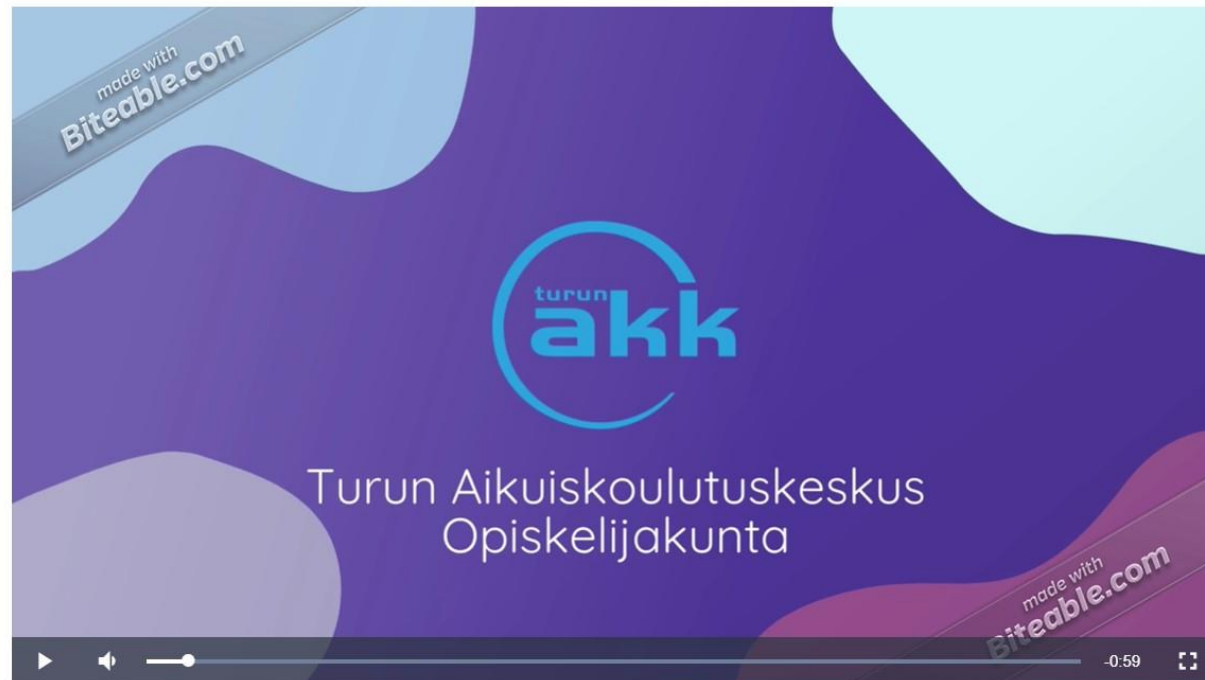 made with
Biteable.com
turun
akk
Turun Aikuiskoulutuskeskus
Opiskelijakunta
made with
Biteable.com
-0:59